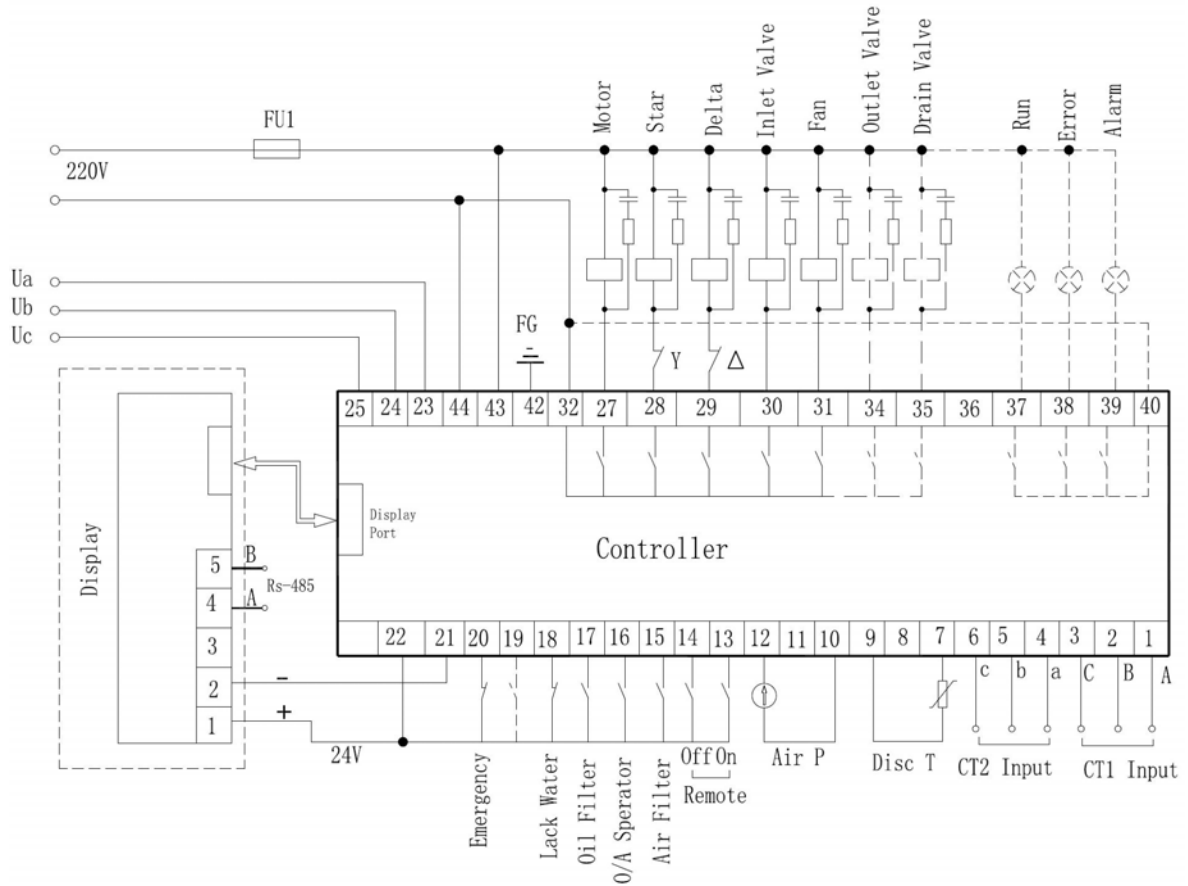 FU1
220V
Motor
Star
Delta
Inlet Valve
Fan
Outlet Valve
Drain Valve
Run
Error
Alarm
Ua
Ub
Uc
FG
Y
Δ
25 24 23 44 43 42 32 27 28 29 30 31 34 35 36 37 38 39 40
Display
Display
Port
Controller
5 B
Rs-485
4 A
3
2 -
1 +
24V
22 21 20 19 18 17 16 15 14 13 12 11 10 9 8 7 6 5 4 3 2 1
c b a C B A
Emergency
Lack Water
Oil Filter
O/A Sperator
Air Filter
Off On
Remote
Air P
Disc T
CT2 Input
CT1 Input